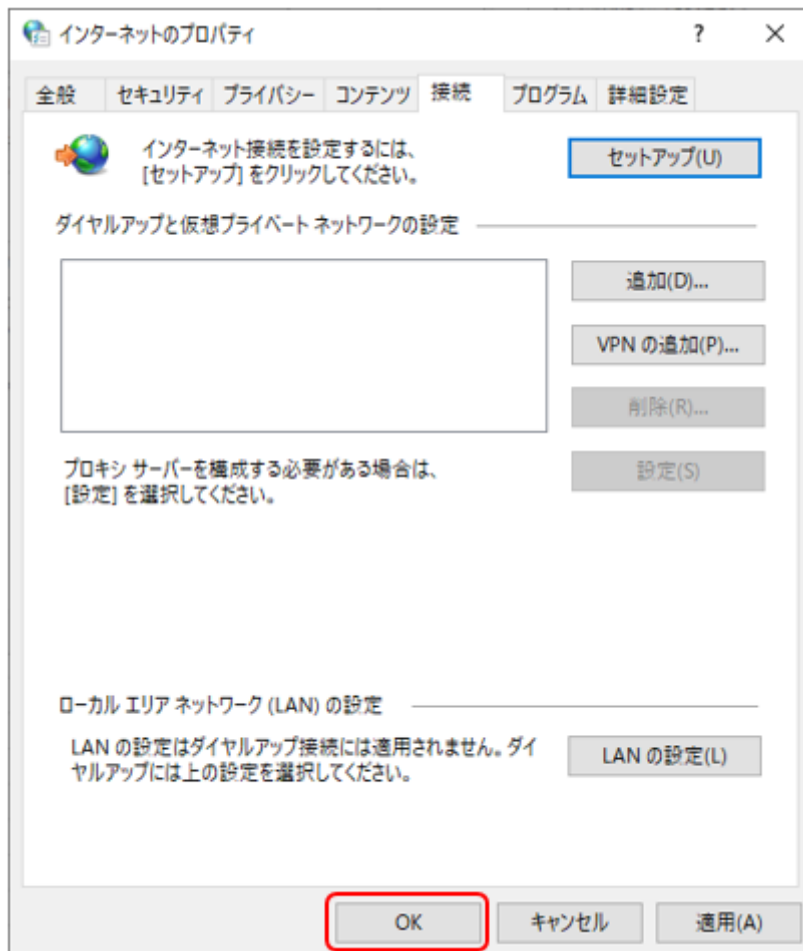 インターネットのプロパティ
? ×
全般 セキュリティ プライバシー コンテンツ 接続 プログラム 詳細設定
インターネット接続を設定するには、
[セットアップ] をクリックしてください。
セットアップ(U)
ダイヤルアップと仮想プライベート ネットワークの設定
追加(D)...
VPN の追加(P)...
削除(R)...
プロキシ サーバーを構成する必要がある場合は、
[設定] を選択してください。
設定(S)
ローカル エリア ネットワーク (LAN) の設定
LAN の設定はダイヤルアップ接続には適用されません。ダイ
ヤルアップには上の設定を選択してください。
LAN の設定(L)
OK キャンセル 適用(A)